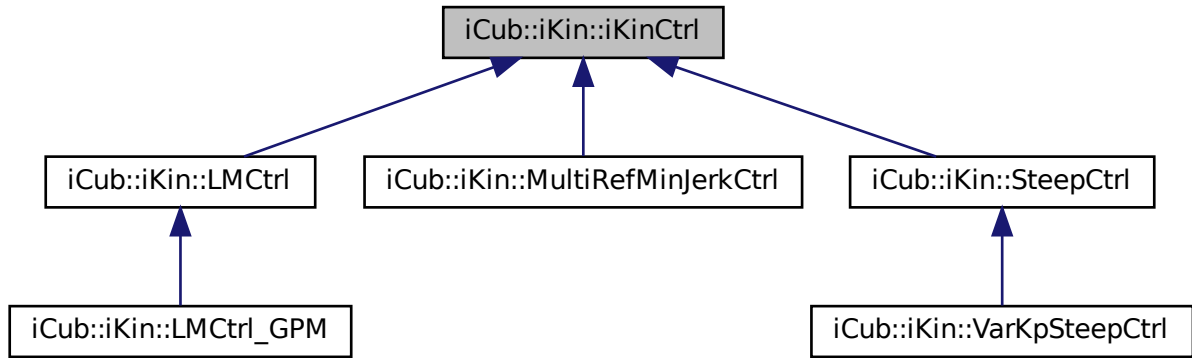 iCub::iKin::iKinCtrl
iCub::iKin::LMCtrl
iCub::iKin::MultiRefMinJerkCtrl
iCub::iKin::SteepCtrl
iCub::iKin::LMCtrl_GPM
iCub::iKin::VarKpSteepCtrl